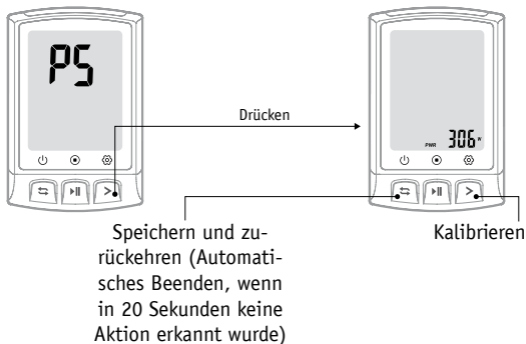 PS
Drücken
PWR 306 W
Speichern und zu-
rückehren (Automati-
sches Beenden, wenn
in 20 Sekunden keine
Aktion erkannt wurde)
Kalibrieren